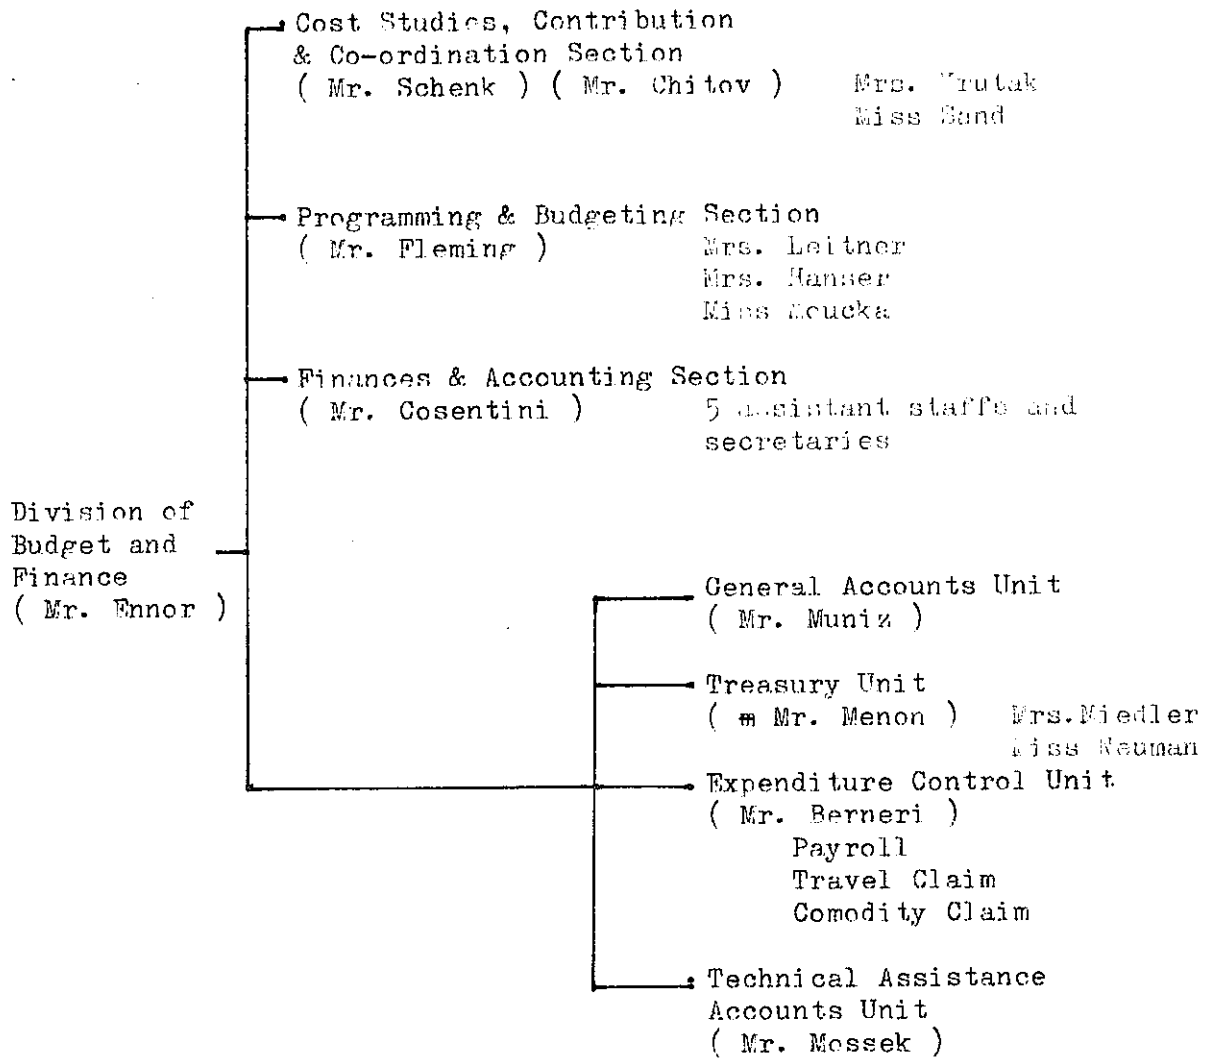 Cost Studies, Contribution
& Co-ordination Section
( Mr. Schenk ) ( Mr. Chitov ) Mrs.
Miss Sand
Programming & Budgeting Section
( Mr. Fleming ) Mrs. Leitner
Mrs. Hanser
Miss Moucka
Finances & Accounting Section
( Mr. Cosentini ) 5 assistant staffs and
secretaries
Division of
Budget and
Finance
( Mr. Ennor )
General Accounts Unit
( Mr. Muniz )
Treasury Unit
( m Mr. Menon ) Mrs.Miedler
Miss Neuman
Expenditure Control Unit
( Mr. Berneri )
Payroll
Travel Claim
Comodity Claim
Technical Assistance
Accounts Unit
( Mr. Mossek )